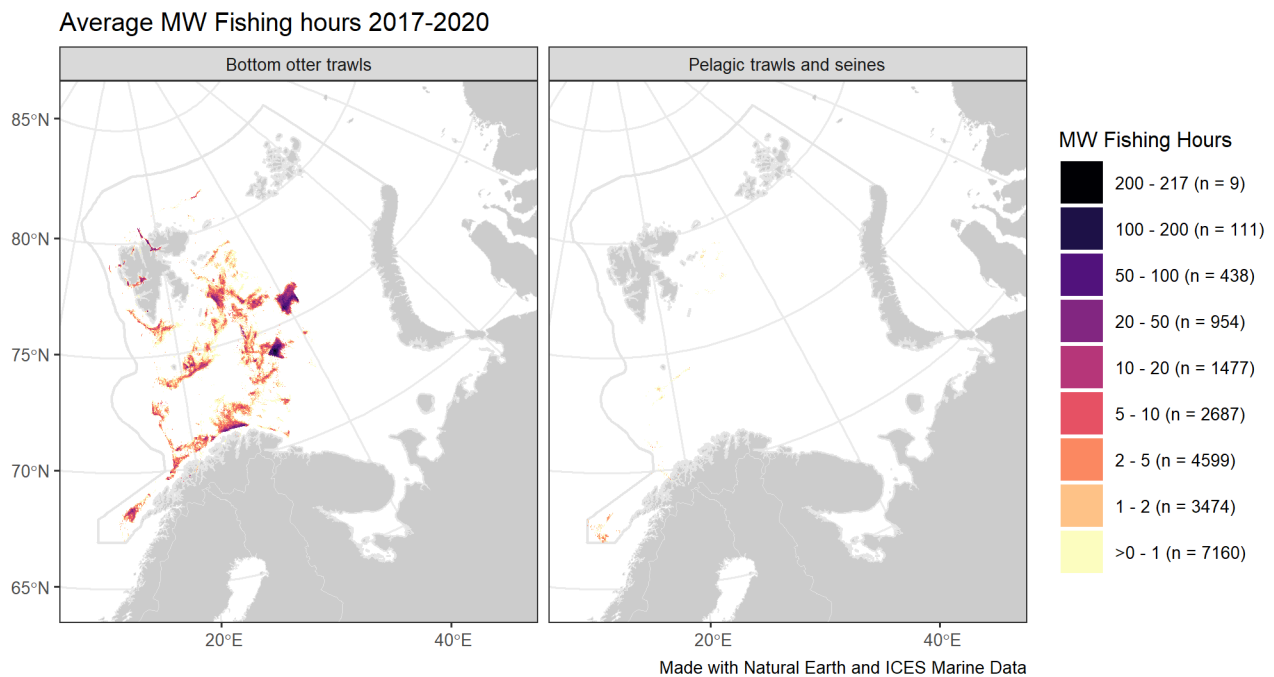 Average MW Fishing hours 2017-2020
Bottom otter trawls
Pelagic trawls and seines
85°N
80°N
75°N
70°N
65°N
20°E
40°E
20°E
40°E
MW Fishing Hours
200 - 217 (n = 9)
100 - 200 (n = 111)
50 - 100 (n = 438)
20 - 50 (n = 954)
10 - 20 (n = 1477)
5 - 10 (n = 2687)
2 - 5 (n = 4599)
1 - 2 (n = 3474)
>0 - 1 (n = 7160)
Made with Natural Earth and ICES Marine Data